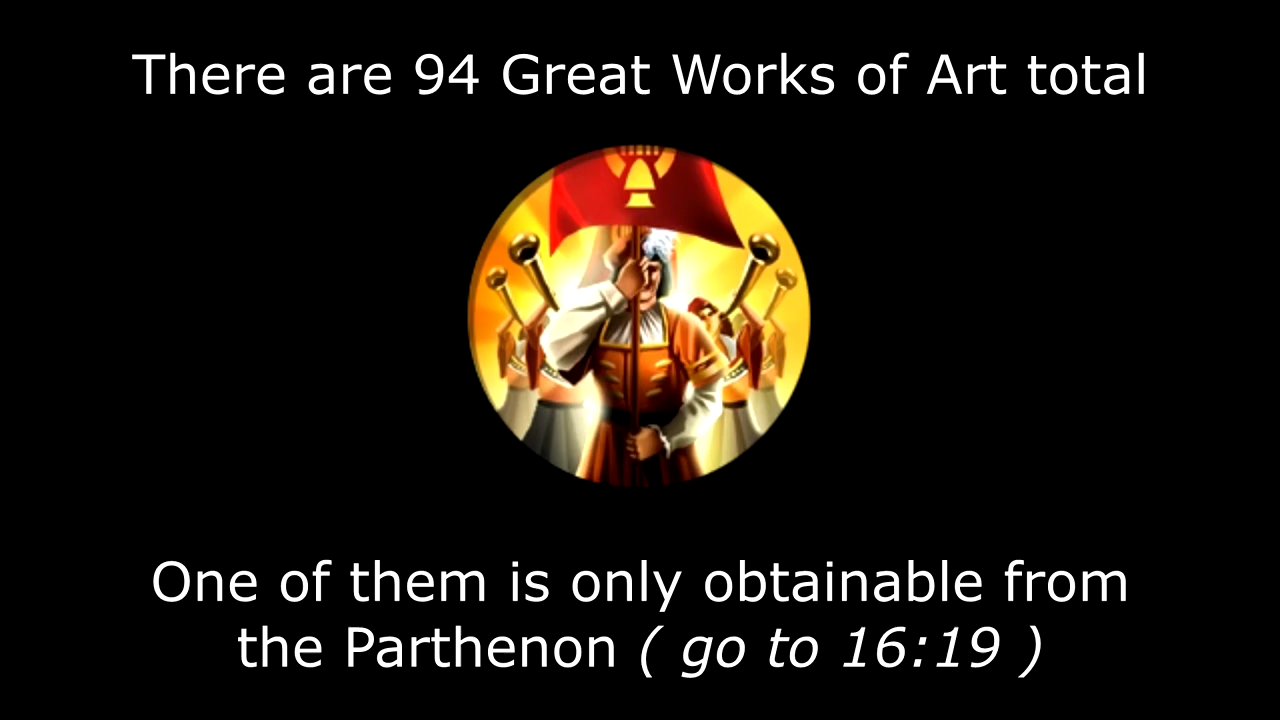 There are 94 Great Works of Art total
One of them is only obtainable from
the Parthenon ( go to 16:19 )